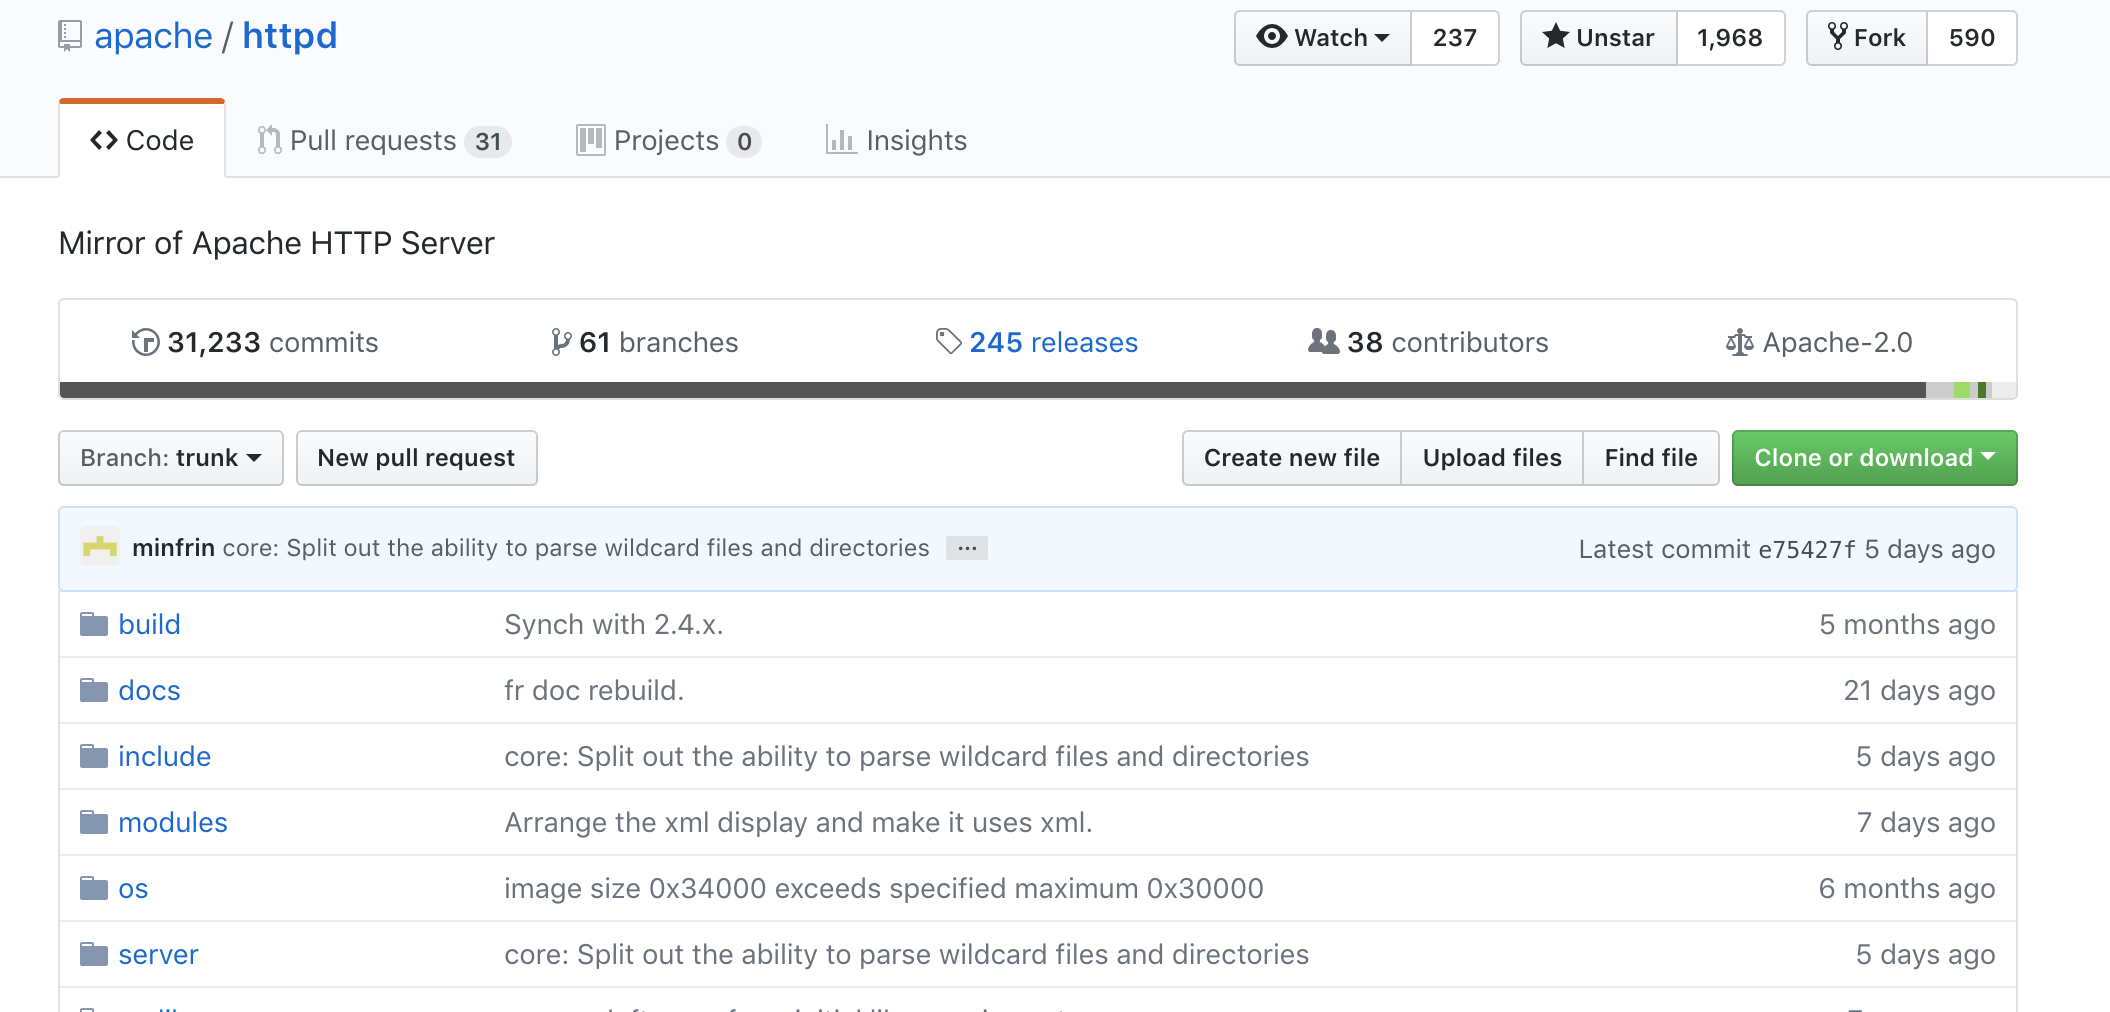 apache / httpd
Watch 237 Unstar 1,968 Fork 590
Code Pull requests 31 Projects 0 Insights
Mirror of Apache HTTP Server
31,233 commits 61 branches 245 releases 38 contributors Apache-2.0
Branch: trunk New pull request Create new file Upload files Find file Clone or download
minfrin core: Split out the ability to parse wildcard files and directories ... Latest commit e75427f 5 days ago
build Synch with 2.4.x. 5 months ago
docs fr doc rebuild. 21 days ago
include core: Split out the ability to parse wildcard files and directories 5 days ago
modules Arrange the xml display and make it uses xml. 7 days ago
os image size 0x34000 exceeds specified maximum 0x30000 6 months ago
server core: Split out the ability to parse wildcard files and directories 5 days ago